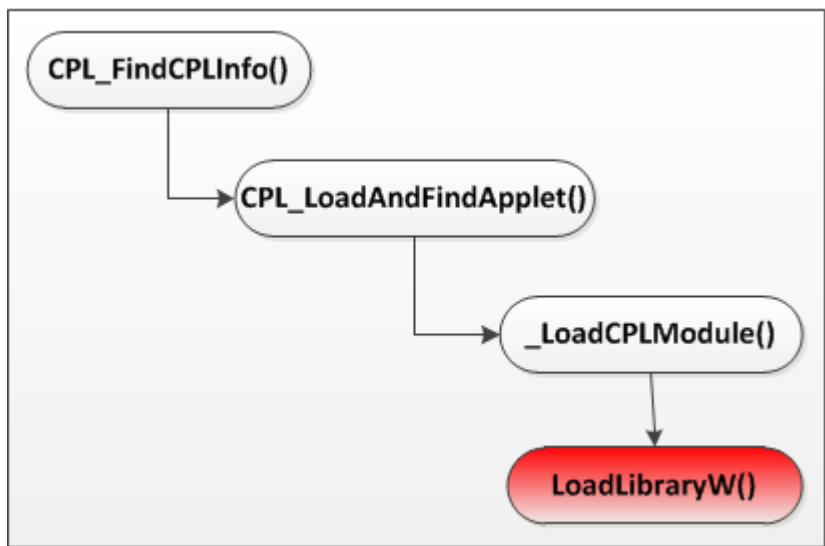 CPL_FindCPLInfo()
CPL_LoadAndFindApplet()
_LoadCPLModule()
LoadLibraryW()